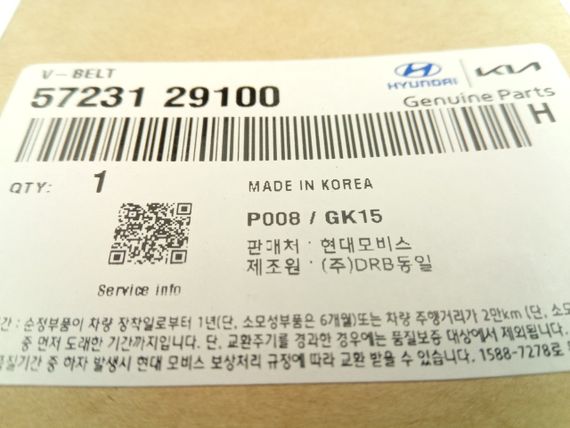 V-BELT
57231 29100
HYUNDAI
KIA
Genuine Parts
H
QTY: 1
MADE IN KOREA
P008 / GK15
판매처 : 현대모비스
제조원 : (주)DRB동일
Service info
간 : 순정부품이 차량 장착일로부터 1년(단, 소모성부품은 6개월)또는 차량 주행거리가 2만km (단, 소모
중 먼저 도래한 기간까지입니다. 단, 교환주기를 경과한 경우에는 품질보증 대상에서 제외됩니다.
품질기간 중 하자 발생시 현대 모비스 보상처리 규정에 따라 교환 받을 수 있습니다. 1588-7278로